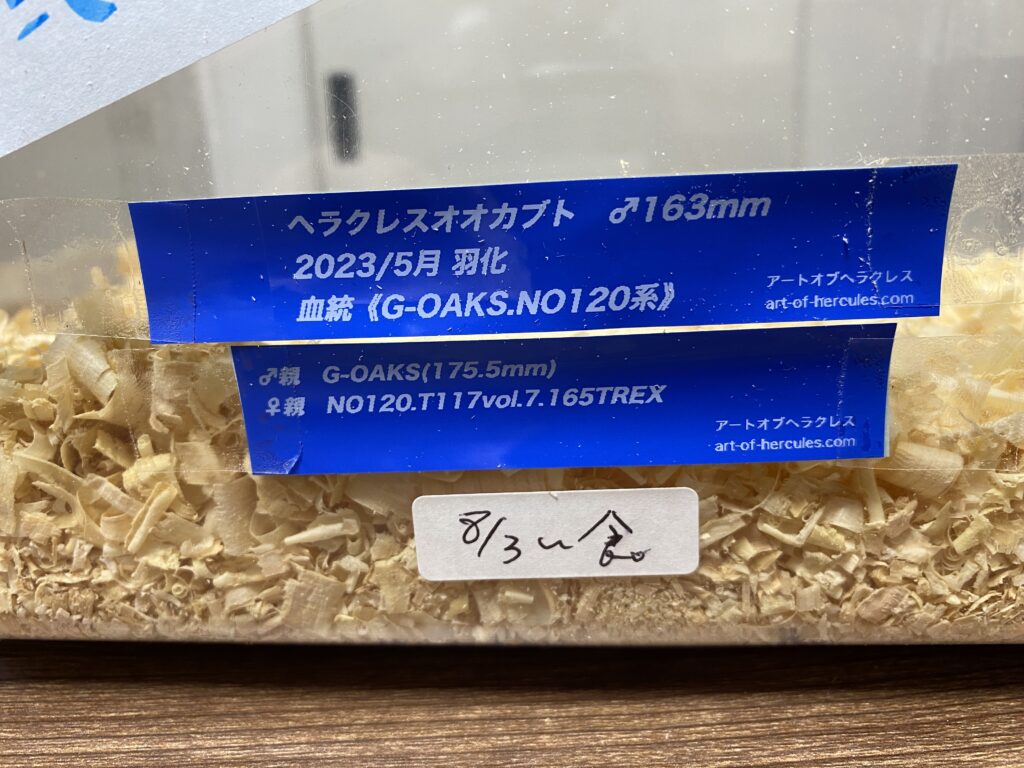 ヘラクレスオオカブト ♂163mm
2023/5月 羽化
血統《G-OAKS.NO120系》
アートオブヘラクレス
art-of-hercules.com
♂親 G-OAKS(175.5mm)
♀親 NO120.T117vol.7.165TREX
アートオブヘラクレス
art-of-hercules.com
8/3 食